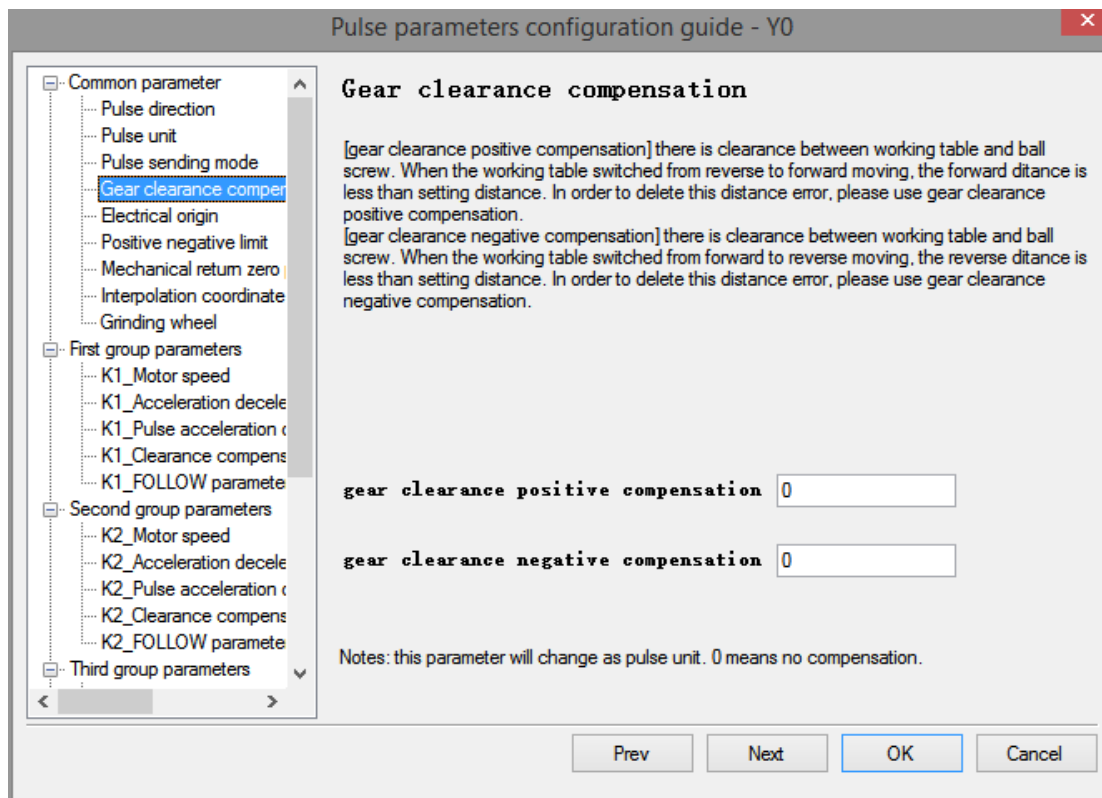 Pulse parameters configuration guide - Y0
Common parameter
Pulse direction
Pulse unit
Pulse sending mode
Gear clearance comper
Electrical origin
Positive negative limit
Mechanical return zero
Interpolation coordinate
Grinding wheel
First group parameters
K1_Motor speed
K1_Acceleration decele
K1_Pulse acceleration
K1_Clearance compens
K1_FOLLOW paramete
Second group parameters
K2_Motor speed
K2_Acceleration decele
K2_Pulse acceleration
K2_Clearance compens
K2_FOLLOW paramete
Third group parameters
Gear clearance compensation
[gear clearance positive compensation] there is clearance between working table and ball
screw. When the working table switched from reverse to forward moving, the forward ditance is
less than setting distance. In order to delete this distance error, please use gear clearance
positive compensation.
[gear clearance negative compensation] there is clearance between working table and ball
screw. When the working table switched from forward to reverse moving, the reverse ditance is
less than setting distance. In order to delete this distance error, please use gear clearance
negative compensation.
gear clearance positive compensation 0
gear clearance negative compensation 0
Notes: this parameter will change as pulse unit. 0 means no compensation.
Prev Next OK Cancel